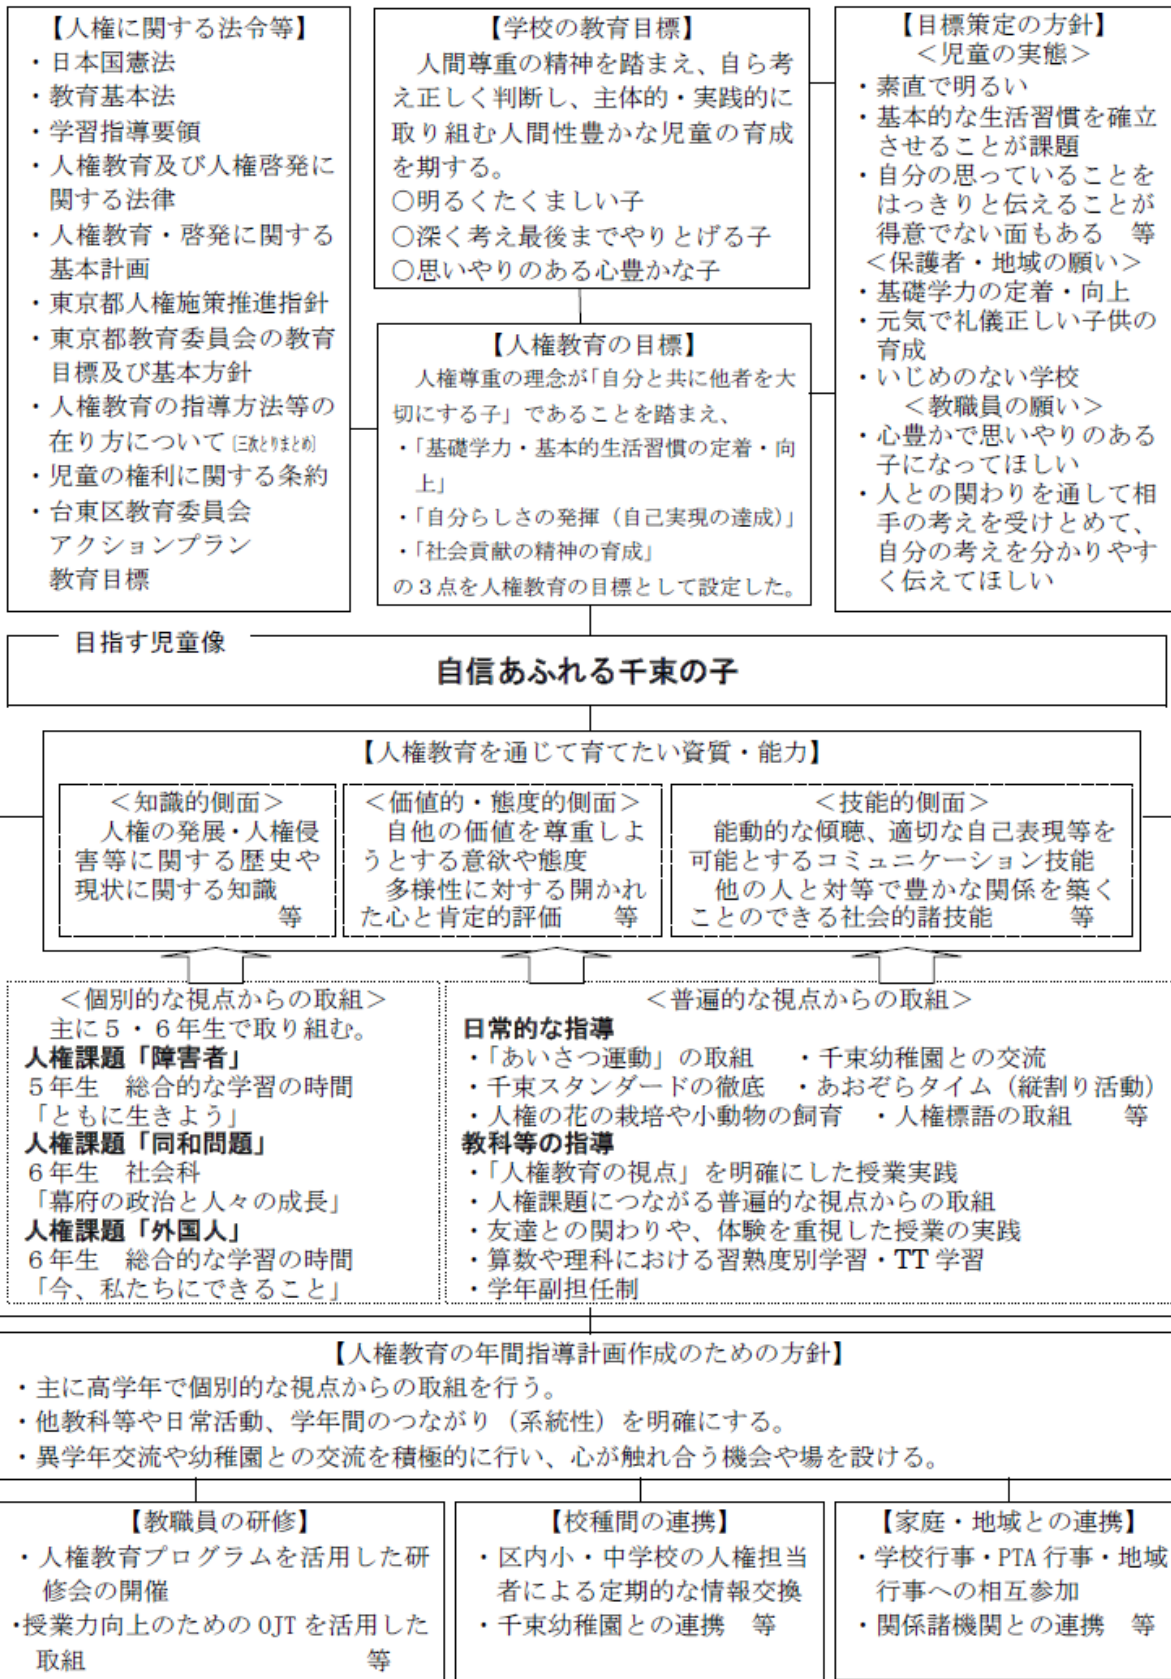 【人権に関する法令等】
・日本国憲法
・教育基本法
・学習指導要領
・人権教育及び人権啓発に
関する法律
・人権教育・啓発に関する
基本計画
・東京都人権施策推進指針
・東京都教育委員会の教育
目標及び基本方針
・人権教育の指導方法等の
在り方について〔三次とりまとめ〕
・児童の権利に関する条約
・台東区教育委員会
アクションプラン
教育目標
【学校の教育目標】
人間尊重の精神を踏まえ、自ら考
え正しく判断し、主体的・実践的に
取り組む人間性豊かな児童の育成
を期する。
○明るくたくましい子
○深く考え最後までやりとげる子
○思いやりのある心豊かな子
【人権教育の目標】
人権尊重の理念が「自分と共に他者を大
切にする子」であることを踏まえ、
・「基礎学力・基本的生活習慣の定着・向
上」
・「自分らしさの発揮（自己実現の達成）」
・「社会貢献の精神の育成」
の３点を人権教育の目標として設定した。
【目標策定の方針】
＜児童の実態＞
・素直で明るい
・基本的な生活習慣を確立
させることが課題
・自分の思っていることを
はっきりと伝えることが
得意でない面もある　等
＜保護者・地域の願い＞
・基礎学力の定着・向上
・元気で礼儀正しい子供の
育成
・いじめのない学校
＜教職員の願い＞
・心豊かで思いやりのある
子になってほしい
・人との関わりを通して相
手の考えを受けとめて、
自分の考えを分かりやす
く伝えてほしい
目指す児童像
自信あふれる千束の子
【人権教育を通じて育てたい資質・能力】
＜知識的側面＞
人権の発展・人権侵
害等に関する歴史や
現状に関する知識
等
＜価値的・態度的側面＞
自他の価値を尊重しよ
うとする意欲や態度
多様性に対する開かれ
た心と肯定的評価　等
＜技能的側面＞
能動的な傾聴、適切な自己表現等を
可能とするコミュニケーション技能
他の人と対等で豊かな関係を築く
ことのできる社会的諸技能　等
＜個別的な視点からの取組＞
主に５・６年生で取り組む。
人権課題「障害者」
５年生　総合的な学習の時間
「ともに生きよう」
人権課題「同和問題」
６年生　社会科
「幕府の政治と人々の成長」
人権課題「外国人」
６年生　総合的な学習の時間
「今、私たちにできること」
＜普遍的な視点からの取組＞
日常的な指導
・「あいさつ運動」の取組　・千束幼稚園との交流
・千束スタンダードの徹底　・あおぞらタイム（縦割り活動）
・人権の花の栽培や小動物の飼育　・人権標語の取組　等
教科等の指導
・「人権教育の視点」を明確にした授業実践
・人権課題につながる普遍的な視点からの取組
・友達との関わりや、体験を重視した授業の実践
・算数や理科における習熟度別学習・TT 学習
・学年副担任制
【人権教育の年間指導計画作成のための方針】
・主に高学年で個別的な視点からの取組を行う。
・他教科等や日常活動、学年間のつながり（系統性）を明確にする。
・異学年交流や幼稚園との交流を積極的に行い、心が触れ合う機会や場を設ける。
【教職員の研修】
・人権教育プログラムを活用した研
修会の開催
・授業力向上のための OJT を活用した
取組　等
【校種間の連携】
・区内小・中学校の人権担当
者による定期的な情報交換
・千束幼稚園との連携　等
【家庭・地域との連携】
・学校行事・PTA 行事・地域
行事への相互参加
・関係諸機関との連携　等